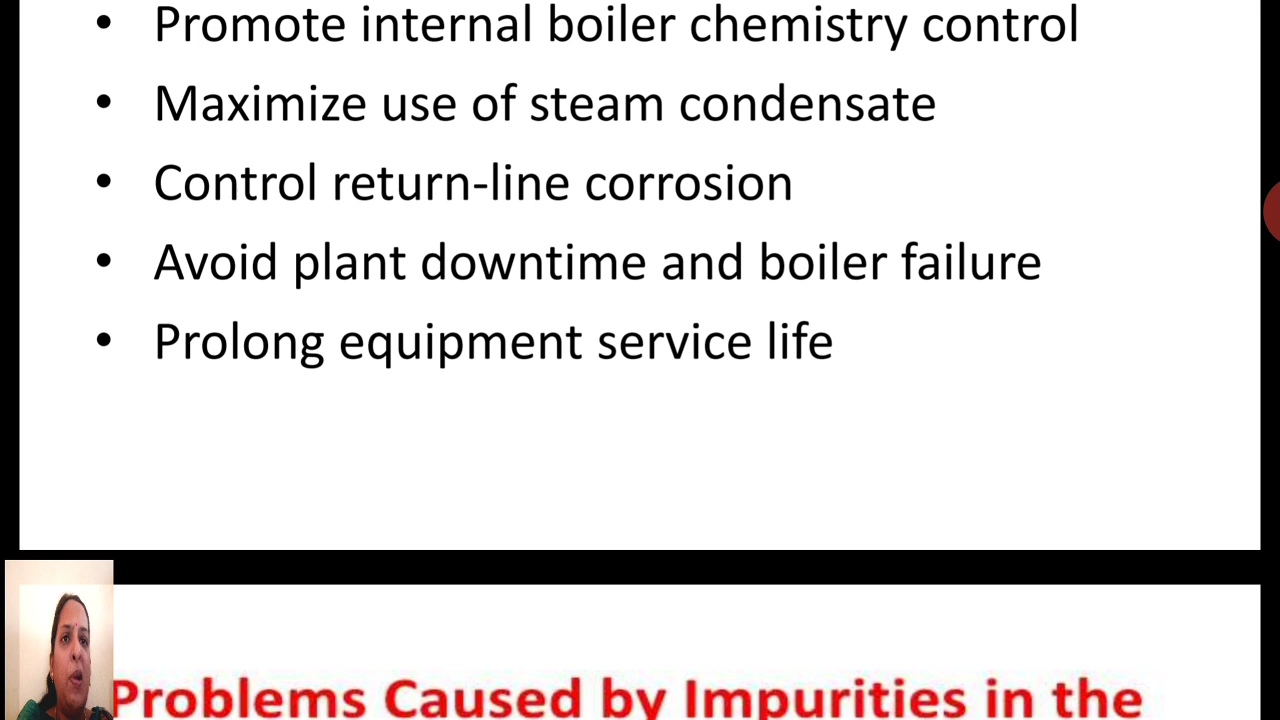 • Promote internal boiler chemistry control
• Maximize use of steam condensate
• Control return-line corrosion
• Avoid plant downtime and boiler failure
• Prolong equipment service life
Problems Caused by Impurities in the